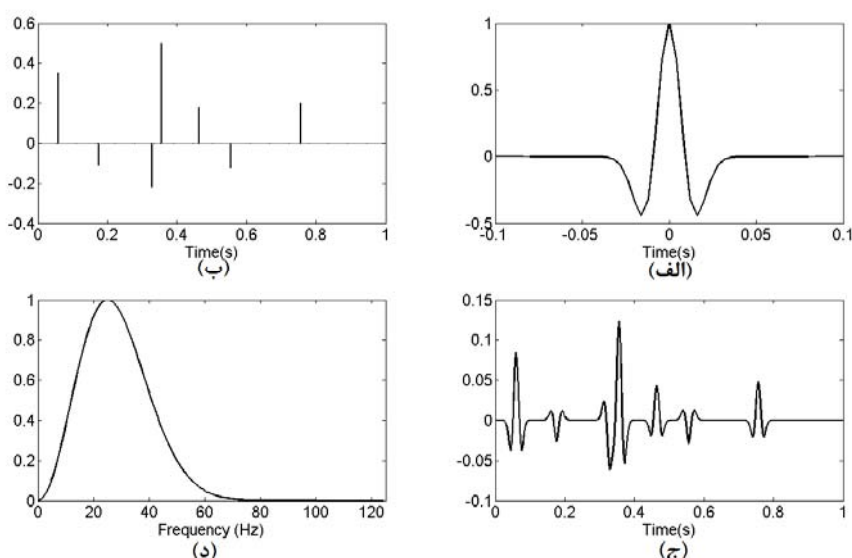 0.6
0.4
0.2
0
-0.2
-0.4
0 0.2 0.4 0.6 0.8 1
Time(s)
(ب)
1
0.5
0
-0.5
-0.1 -0.05 0 0.05 0.1
Time(s)
(الف)
1
0.8
0.6
0.4
0.2
0
0 20 40 60 80 100 120
Frequency (Hz)
(د)
0.15
0.1
0.05
0
-0.05
-0.1
0 0.2 0.4 0.6 0.8 1
Time(s)
(ج)